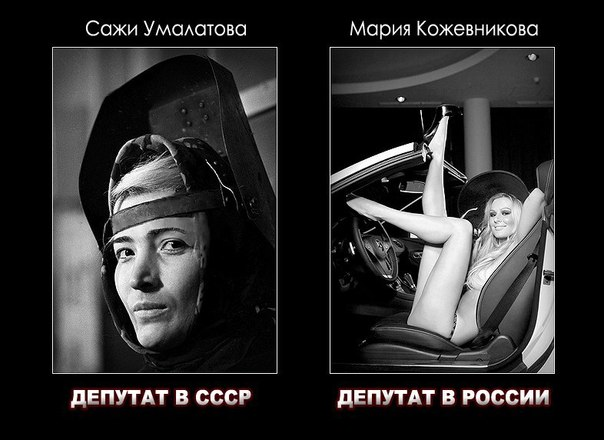 Сажи Умалатова
Мария Кожевникова
ДЕПУТАТ В СССР
ДЕПУТАТ В РОССИИ